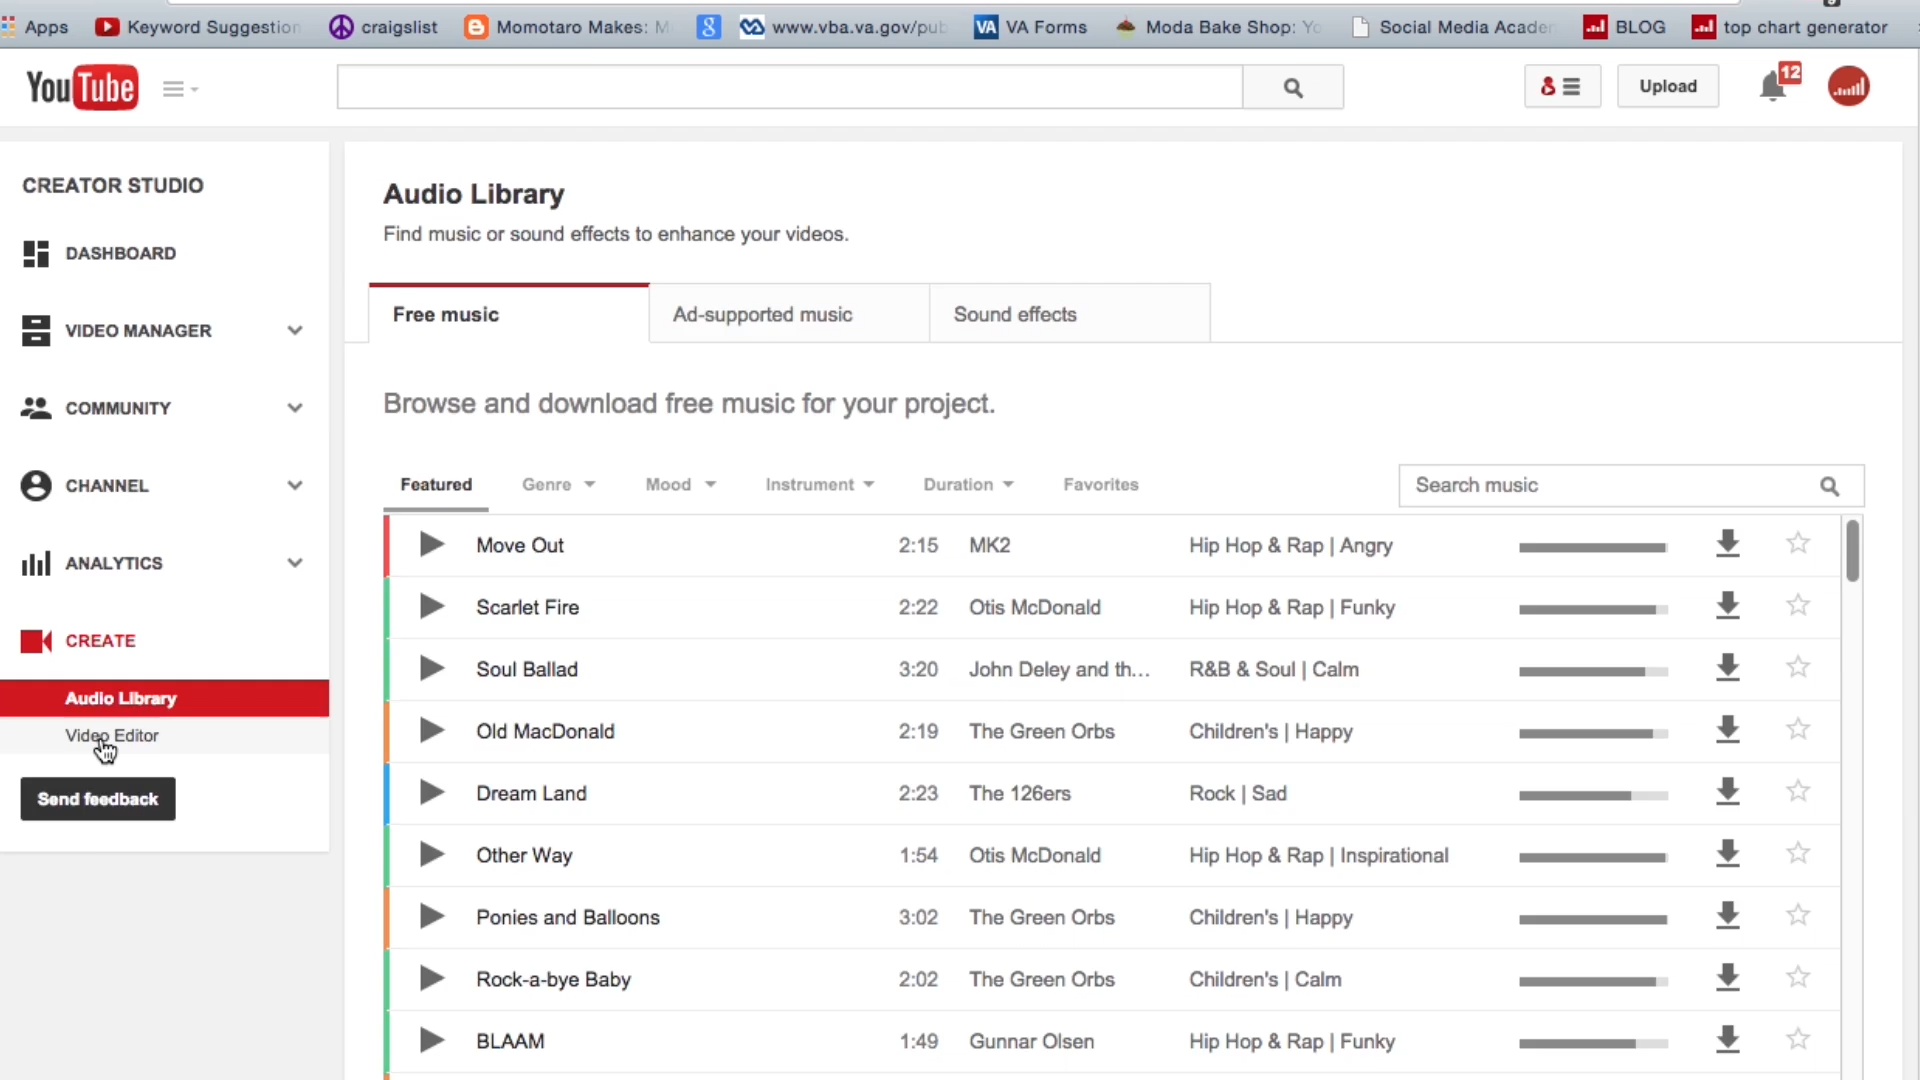 Apps Keyword Suggestion craigslist Momotaro Makes: M www.vba.va.gov/pub VA Forms Moda Bake Shop: Yo Social Media Acade BLOG top chart generator
YouTube Upload 12
CREATOR STUDIO
DASHBOARD
VIDEO MANAGER
COMMUNITY
CHANNEL
ANALYTICS
CREATE
Audio Library
Video Editor
Send feedback
Audio Library
Find music or sound effects to enhance your videos.
Free music Ad-supported music Sound effects
Browse and download free music for your project.
Featured Genre Mood Instrument Duration Favorites Search music
Move Out 2:15 MK2 Hip Hop & Rap | Angry
Scarlet Fire 2:22 Otis McDonald Hip Hop & Rap | Funky
Soul Ballad 3:20 John Deley and th... R&B & Soul | Calm
Old MacDonald 2:19 The Green Orbs Children's | Happy
Dream Land 2:23 The 126ers Rock | Sad
Other Way 1:54 Otis McDonald Hip Hop & Rap | Inspirational
Ponies and Balloons 3:02 The Green Orbs Children's | Happy
Rock-a-bye Baby 2:02 The Green Orbs Children's | Calm
BLAAM 1:49 Gunnar Olsen Hip Hop & Rap | Funky